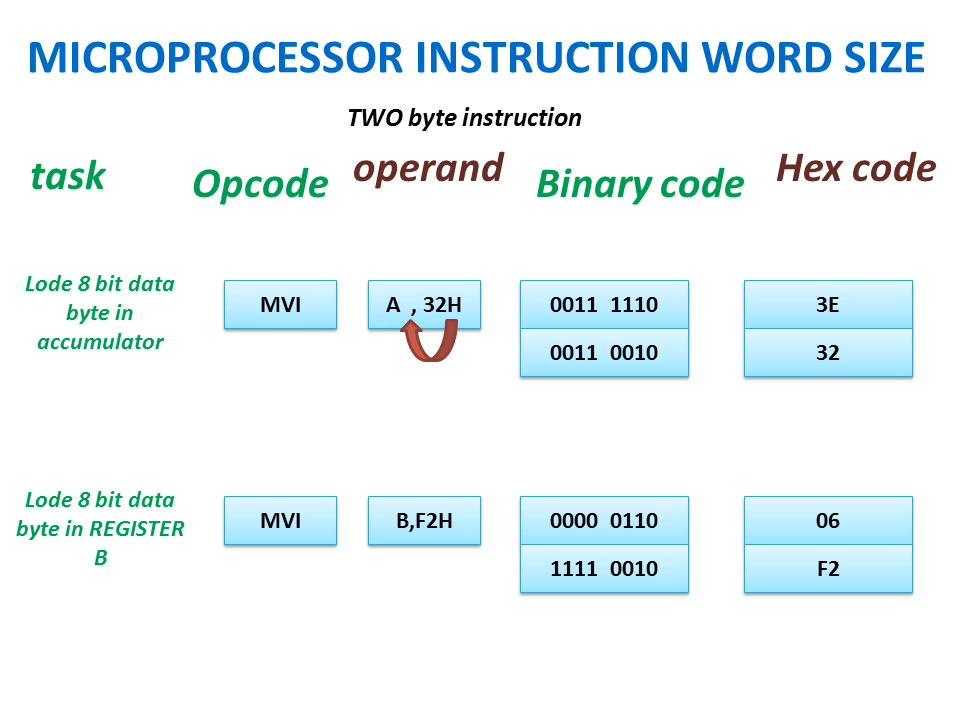 MICROPROCESSOR INSTRUCTION WORD SIZE
TWO byte instruction
task
Opcode
operand
Binary code
Hex code
Lode 8 bit data
byte in
accumulator
MVI
A , 32H
0011 1110
0011 0010
3E
32
Lode 8 bit data
byte in REGISTER
B
MVI
B,F2H
0000 0110
1111 0010
06
F2